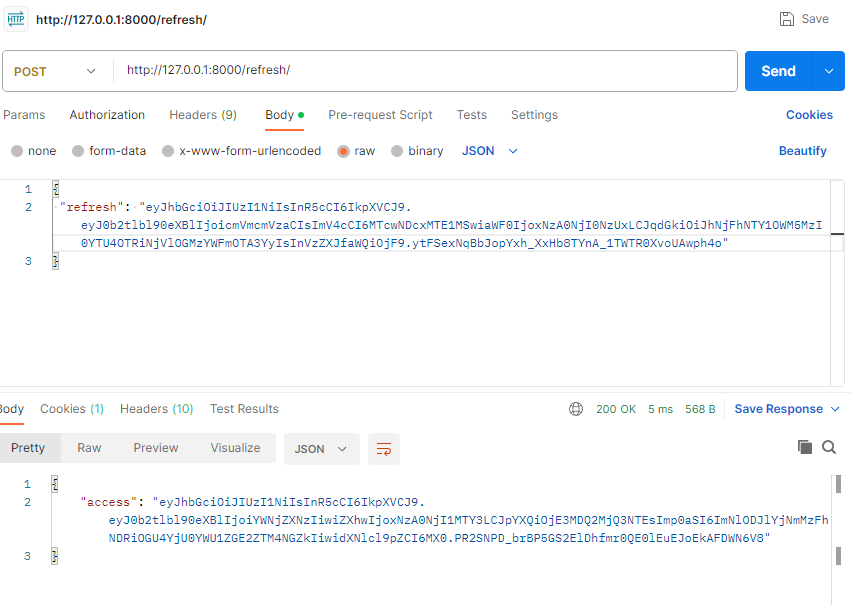 HTTP http://127.0.0.1:8000/refresh/ Save
POST http://127.0.0.1:8000/refresh/ Send
Params Authorization Headers (9) Body Pre-request Script Tests Settings Cookies
none form-data x-www-form-urlencoded raw binary JSON Beautify
1 {
2 "refresh": "eyJhbGciOiJIUzI1NiIsInR5cCI6IkpXVCJ9.
eyJ0b2tlbl90eXBlIjoicmVmcmVzaCIsImV4cCI6MTcwNDcxMTE1MSwiaWF0IjoxNzA0NjI0NzUxLCJqdGkiOiJhNjFhNTY1OWM5MzI
0YTU4OTRiNjVlOGMzYWFmOTA3YyIsInVzZXJfaWQiOjF9.ytFSexNqBbJopYxh_XxHb8TYnA_1TWTR0XvoUAwph4o"
3 }
Body Cookies (1) Headers (10) Test Results 200 OK 5 ms 568 B Save Response
Pretty Raw Preview Visualize JSON
1 {
2 "access": "eyJhbGciOiJIUzI1NiIsInR5cCI6IkpXVCJ9.
eyJ0b2tlbl90eXBlIjoiYWNjZXNzIiwiZXhwIjoxNzA0NjI1MTY3LCJpYXQiOjE3MDQ2MjQ3NTEsImp0aSI6ImNlODJlYjNmMzFh
NDRiOGU4YjU0YWU1ZGE2ZTM4NGZkIiwidXNlcl9pZCI6MX0.PR2SNPD_brBP5GS2ElDhfmr0QE0lEuEJoEkAFDWN6V8"
3 }